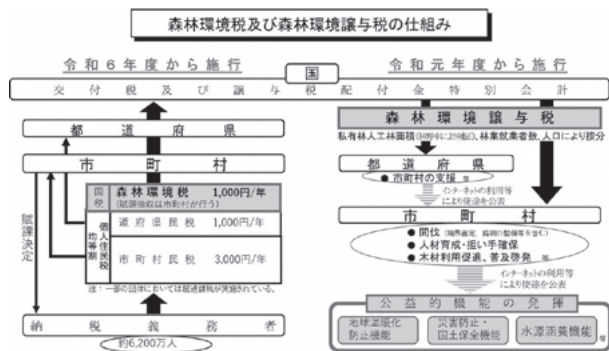 森林環境税及び森林環境譲与税の仕組み
令和6年度から施行
国
令和元年度から施行
交付税及び譲与税配付金特別会計
都道府県
市町村
国税
森林環境税 1,000円/年
(賦課徴収は市町村が行う)
個人住民税
均等割
道府県民税 1,000円/年
市町村民税 3,000円/年
注:一部の団体においては超過課税が実施されている。
賦課決定
納税義務者
約6,200万人
森林環境譲与税
私有林人工林面積、林業就業者数、人口により按分
都道府県
●市町村の支援 等
インターネットの利用等
により使途を公表
市町村
●間伐
●人材育成・担い手確保
●木材利用促進、普及啓発 等
インターネットの利用等
により使途を公表
公益的機能の発揮
地球温暖化
防止機能
災害防止・
国土保全機能
水源涵養機能
等